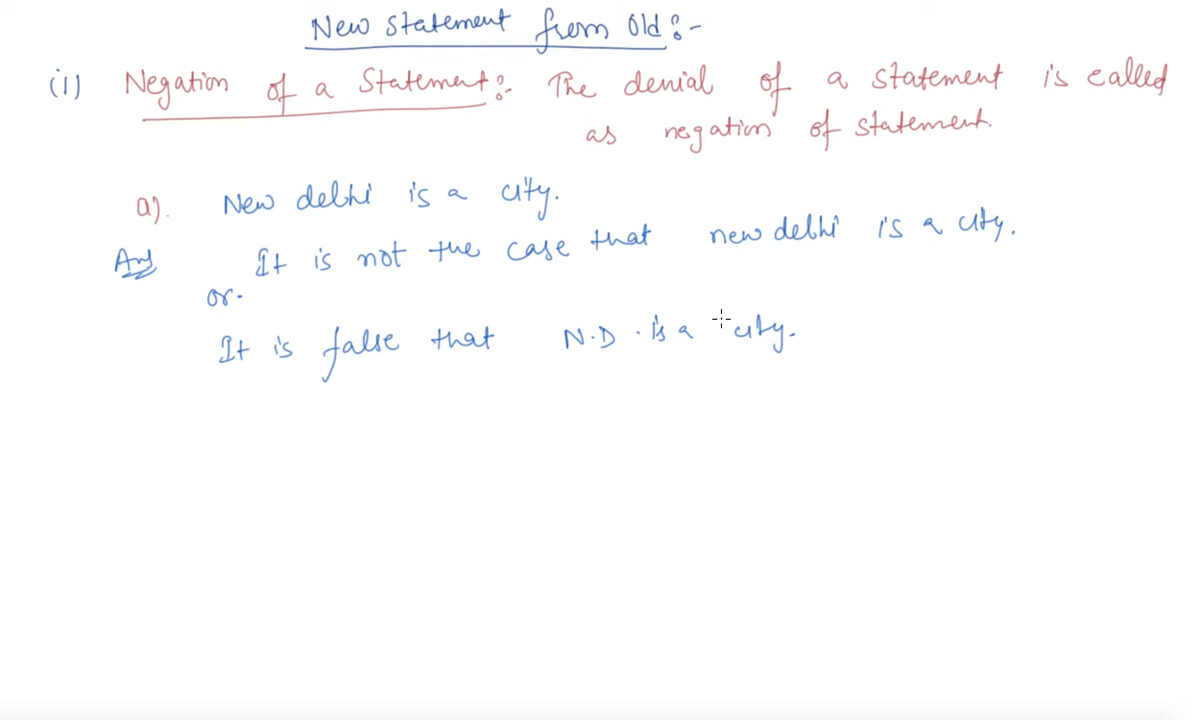 New Statement from Old :-
(1) Negation of a Statement :- The denial of a statement is called
as negation of statement.
a). New delhi is a city.
Ans It is not the case that new delhi is a city.
or.
It is false that N.D. is a city.